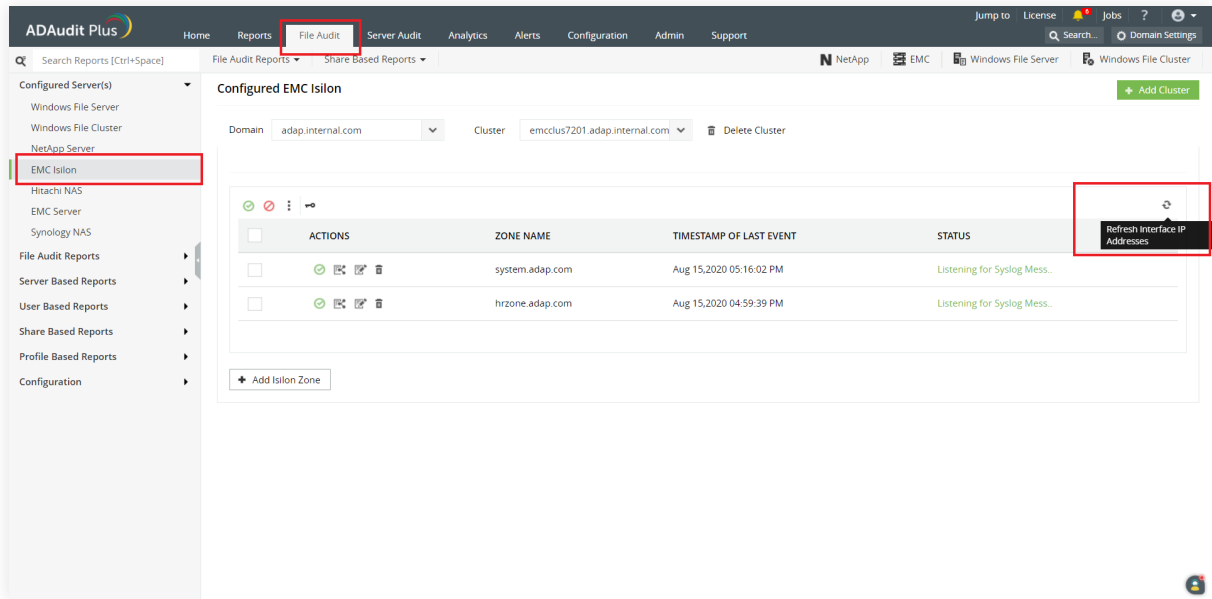 Jump to License 6 Jobs ?
ADAudit Plus
Home Reports File Audit Server Audit Analytics Alerts Configuration Admin Support
Search... Domain Settings
Search Reports [Ctrl+Space]
File Audit Reports Share Based Reports
NetApp EMC Windows File Server Windows File Cluster
Configured Server(s)
Windows File Server
Windows File Cluster
NetApp Server
EMC Isilon
Hitachi NAS
EMC Server
Synology NAS
File Audit Reports
Server Based Reports
User Based Reports
Share Based Reports
Profile Based Reports
Configuration
Configured EMC Isilon
+ Add Cluster
Domain adap.internal.com Cluster emcclus7201.adap.internal.com Delete Cluster
Refresh Interface IP
Addresses
ACTIONS ZONE NAME TIMESTAMP OF LAST EVENT STATUS
system.adap.com Aug 15,2020 05:16:02 PM Listening for Syslog Mess..
hrzone.adap.com Aug 15,2020 04:59:39 PM Listening for Syslog Mess..
+ Add Isilon Zone